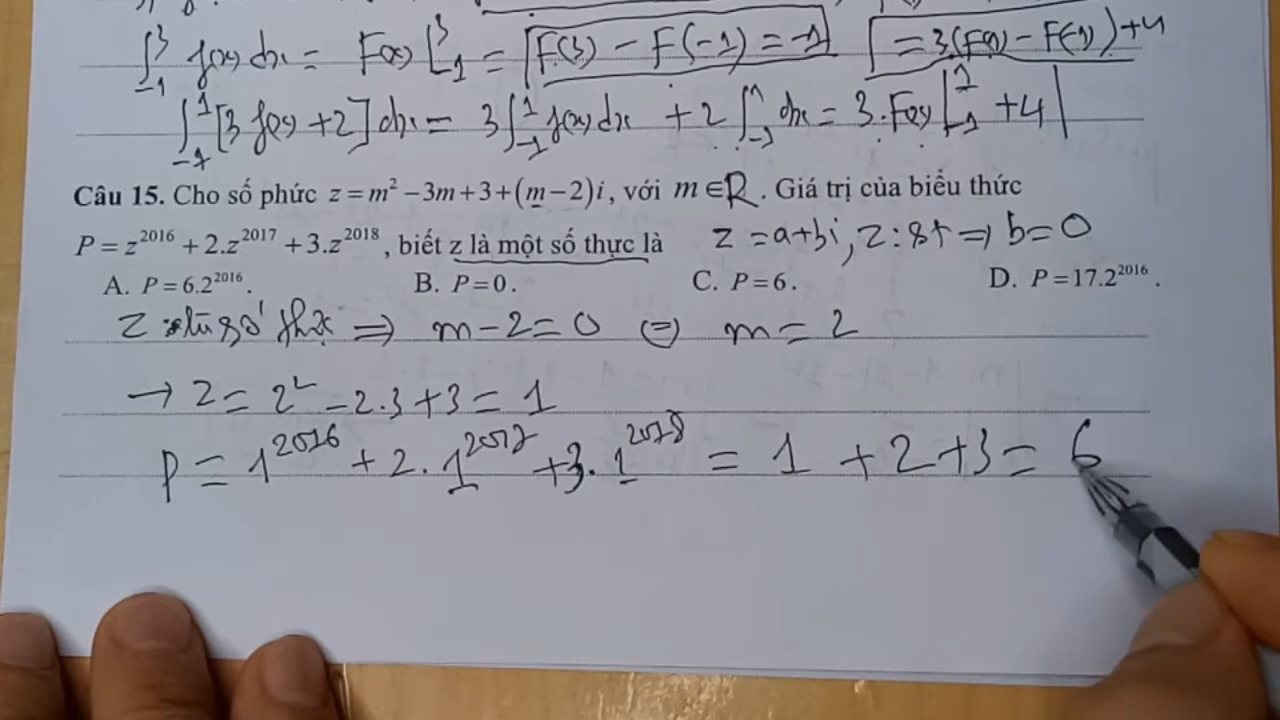 ∫₋₁³ f(x) dx = F(x) |₋₁³ = F(3) − F(−1) = −1 = 3(F(1) − F(−1)) + 4
∫₋₁¹ [3 f(x) + 2] dx = 3 ∫₋₁¹ f(x) dx + 2 ∫₋₁¹ dx = 3.F(x) |₋₁¹ + 4
Câu 15. Cho số phức z = m² − 3m + 3 + (m − 2)i, với m ∈ R. Giá trị của biểu thức
P = z²⁰¹⁶ + 2.z²⁰¹⁷ + 3.z²⁰¹⁸, biết z là một số thực là z = a + bi, z : st ⇒ b = 0
A. P = 6.2²⁰¹⁶. B. P = 0. C. P = 6. D. P = 17.2²⁰¹⁶.
z là số thực ⇒ m − 2 = 0 ⇔ m = 2
→ z = 2² − 2.3 + 3 = 1
P = 1²⁰¹⁶ + 2.1²⁰¹⁷ + 3.1²⁰¹⁸ = 1 + 2 + 3 = 6